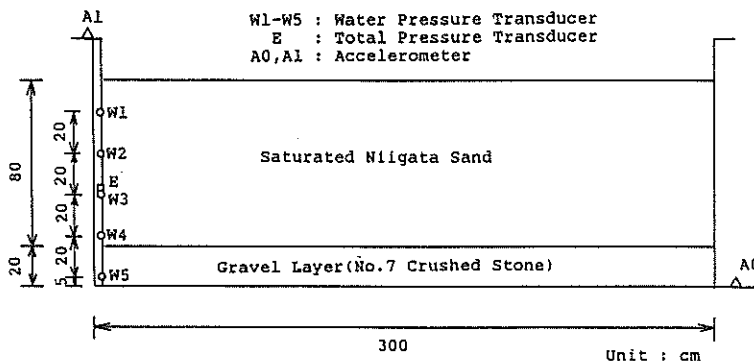 A1
W1-W5 : Water Pressure Transducer
E : Total Pressure Transducer
A0,A1 : Accelerometer
W1
20
W2
80
20
Saturated Niigata Sand
E
W3
20
W4
20
20
Gravel Layer(No.7 Crushed Stone)
W5
5
A0
300
Unit : cm